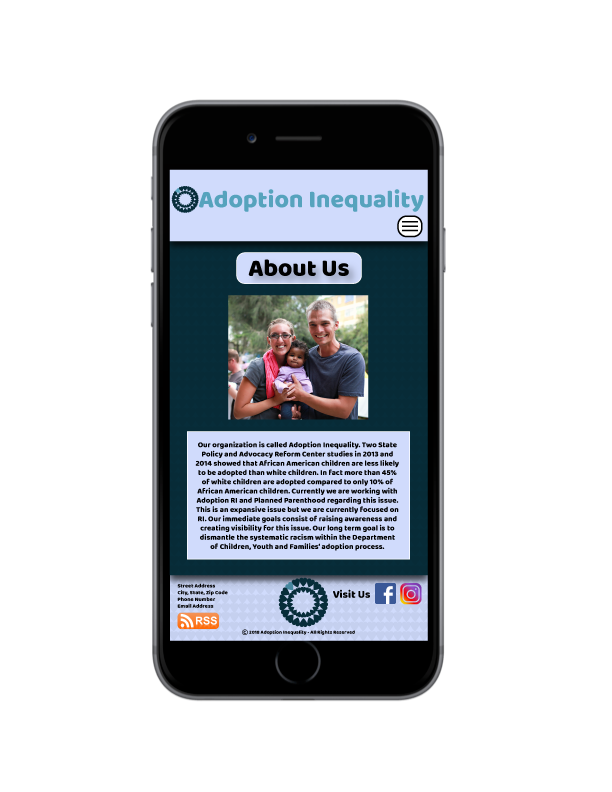 Adoption Inequality
About Us
Our organization is called Adoption Inequality. Two State
Policy and Advocacy Reform Center studies in 2013 and
2014 showed that African American children are less likely
to be adopted than white children. In fact more than 45%
of white children are adopted compared to only 10% of
African American children. Currently we are working with
Adoption RI and Planned Parenthood regarding this issue.
This is an expansive issue but we are currently focused on
RI. Our immediate goals consist of raising awareness and
creating visibility for this issue. Our long term goal is to
dismantle the systematic racism within the Department
of Children, Youth and Families' adoption process.
Street Address
City, State, Zip Code
Phone Number
Email Address
RSS
Visit Us
© 2018 Adoption Inequality - All Rights Reserved